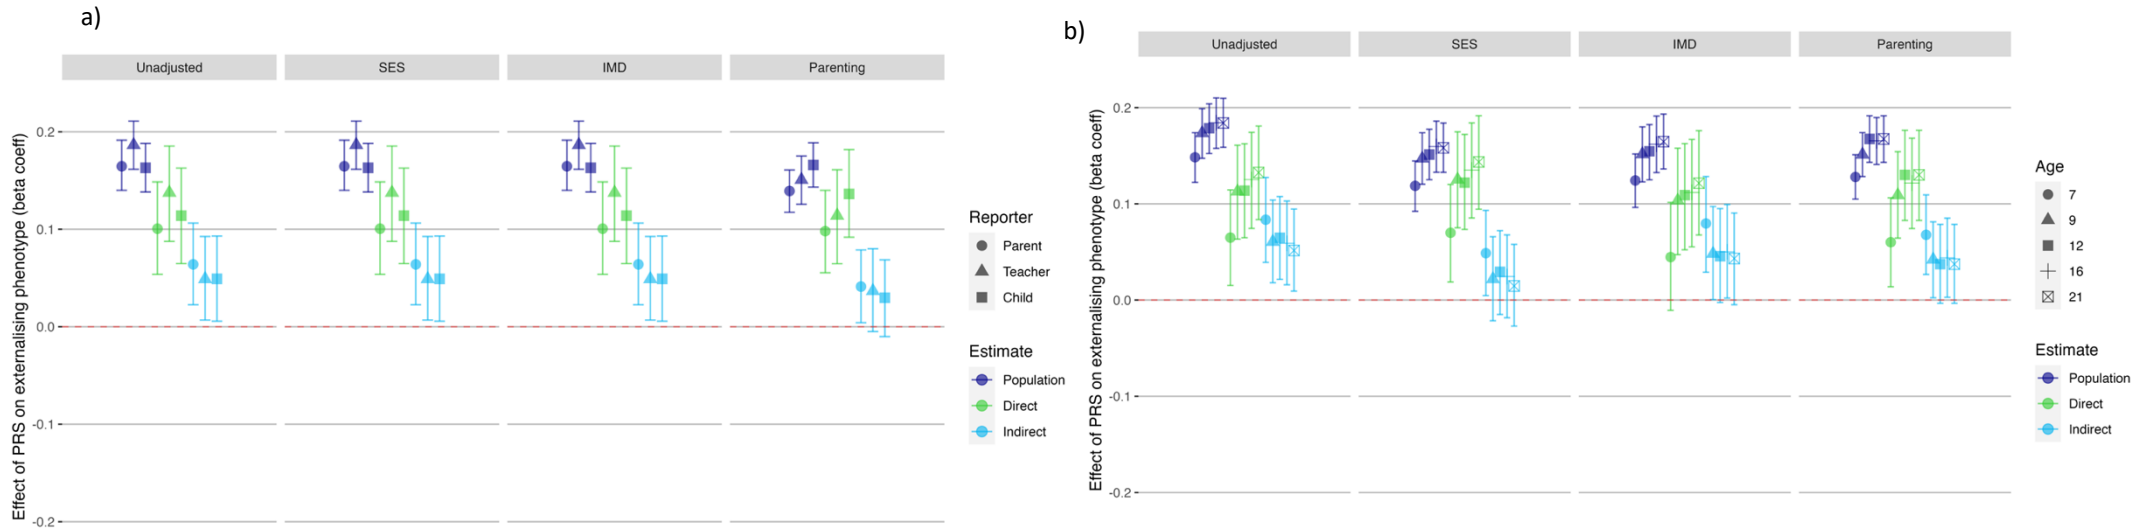 a)
Unadjusted SES IMD Parenting
Effect of PRS on externalising phenotype (beta coeff)
0.2
0.1
0.0
-0.1
-0.2
Reporter
Parent
Teacher
Child
Estimate
Population
Direct
Indirect
b)
Unadjusted SES IMD Parenting
Effect of PRS on externalising phenotype (beta coeff)
0.2
0.1
0.0
-0.1
-0.2
Age
7
9
12
16
21
Estimate
Population
Direct
Indirect